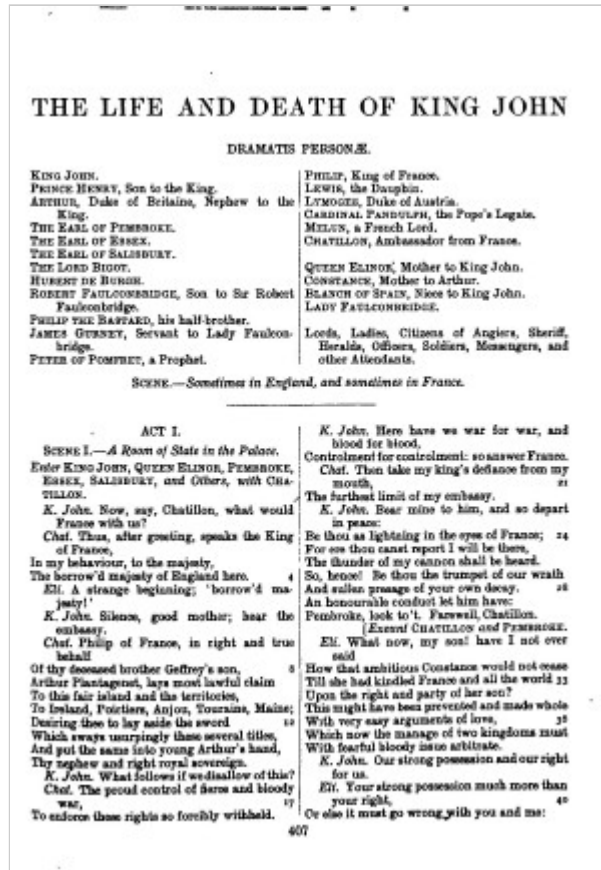 THE LIFE AND DEATH OF KING JOHN
DRAMATIS PERSONÆ.
KING JOHN.
PRINCE HENRY, Son to the King.
ARTHUR, Duke of Britaine, Nephew to the
King.
THE EARL OF PEMBROKE.
THE EARL OF ESSEX.
THE EARL OF SALISBURY.
THE LORD BIGOT.
HUBERT DE BURGH.
ROBERT FAULCONBRIDGE, Son to Sir Robert
Faulconbridge.
PHILIP THE BASTARD, his half-brother.
JAMES GURNEY, Servant to Lady Faulcon-
bridge.
PETER OF POMFRET, a Prophet.
PHILIP, King of France.
LEWIS, the Dauphin.
LYMOGES, Duke of Austria.
CARDINAL PANDULPH, the Pope's Legate.
MELUN, a French Lord.
CHATILLON, Ambassador from France.
QUEEN ELINOR, Mother to King John.
CONSTANCE, Mother to Arthur.
BLANCH OF SPAIN, Niece to King John.
LADY FAULCONBRIDGE.
Lords, Ladies, Citizens of Angiers, Sheriff,
Heralds, Officers, Soldiers, Messengers, and
other Attendants.
SCENE.—Sometimes in England, and sometimes in France.
ACT I.
SCENE I.—A Room of State in the Palace.
Enter KING JOHN, QUEEN ELINOR, PEMBROKE,
ESSEX, SALISBURY, and Others, with CHA-
TILLON.
K. John. Now, say, Chatillon, what would
France with us?
Chat. Thus, after greeting, speaks the King
of France,
In my behaviour, to the majesty,
The borrow'd majesty of England here. 4
Eli. A strange beginning; 'borrow'd ma-
jesty!'
K. John. Silence, good mother; hear the
embassy.
Chat. Philip of France, in right and true
behalf
Of thy deceased brother Geffrey's son, 8
Arthur Plantagenet, lays most lawful claim
To this fair island and the territories,
To Ireland, Poictiers, Anjou, Touraine, Maine;
Desiring thee to lay aside the sword 12
Which sways usurpingly these several titles,
And put the same into young Arthur's hand,
Thy nephew and right royal sovereign.
K. John. What follows if we disallow of this?
Chat. The proud control of fierce and bloody
war, 17
To enforce these rights so forcibly withheld.
K. John. Here have we war for war, and
blood for blood,
Controlment for controlment: so answer France.
Chat. Then take my king's defiance from my
mouth, 21
The furthest limit of my embassy.
K. John. Bear mine to him, and so depart
in peace:
Be thou as lightning in the eyes of France; 24
For ere thou canst report I will be there,
The thunder of my cannon shall be heard.
So, hence! Be thou the trumpet of our wrath
And sullen presage of your own decay. 28
An honourable conduct let him have:
Pembroke, look to't. Farewell, Chatillon.
[Exeunt CHATILLON and PEMBROKE.
Eli. What now, my son! have I not ever
said
How that ambitious Constance would not cease
Till she had kindled France and all the world 33
Upon the right and party of her son?
This might have been prevented and made whole
With very easy arguments of love, 36
Which now the manage of two kingdoms must
With fearful bloody issue arbitrate.
K. John. Our strong possession and our right
for us.
Eli. Your strong possession much more than
your right, 40
Or else it must go wrong with you and me:
407